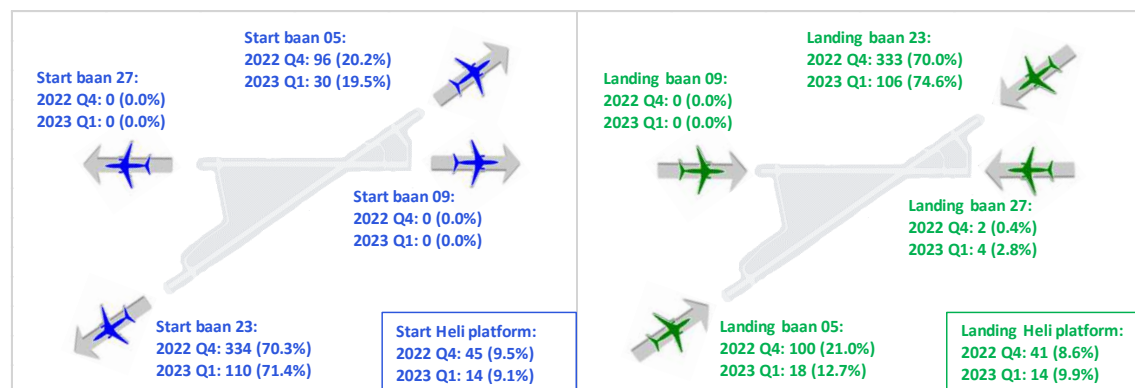 Start baan 05:
2022 Q4: 96 (20.2%)
2023 Q1: 30 (19.5%)
Start baan 27:
2022 Q4: 0 (0.0%)
2023 Q1: 0 (0.0%)
Start baan 09:
2022 Q4: 0 (0.0%)
2023 Q1: 0 (0.0%)
Start baan 23:
2022 Q4: 334 (70.3%)
2023 Q1: 110 (71.4%)
Start Heli platform:
2022 Q4: 45 (9.5%)
2023 Q1: 14 (9.1%)
Landing baan 23:
2022 Q4: 333 (70.0%)
2023 Q1: 106 (74.6%)
Landing baan 09:
2022 Q4: 0 (0.0%)
2023 Q1: 0 (0.0%)
Landing baan 27:
2022 Q4: 2 (0.4%)
2023 Q1: 4 (2.8%)
Landing baan 05:
2022 Q4: 100 (21.0%)
2023 Q1: 18 (12.7%)
Landing Heli platform:
2022 Q4: 41 (8.6%)
2023 Q1: 14 (9.9%)